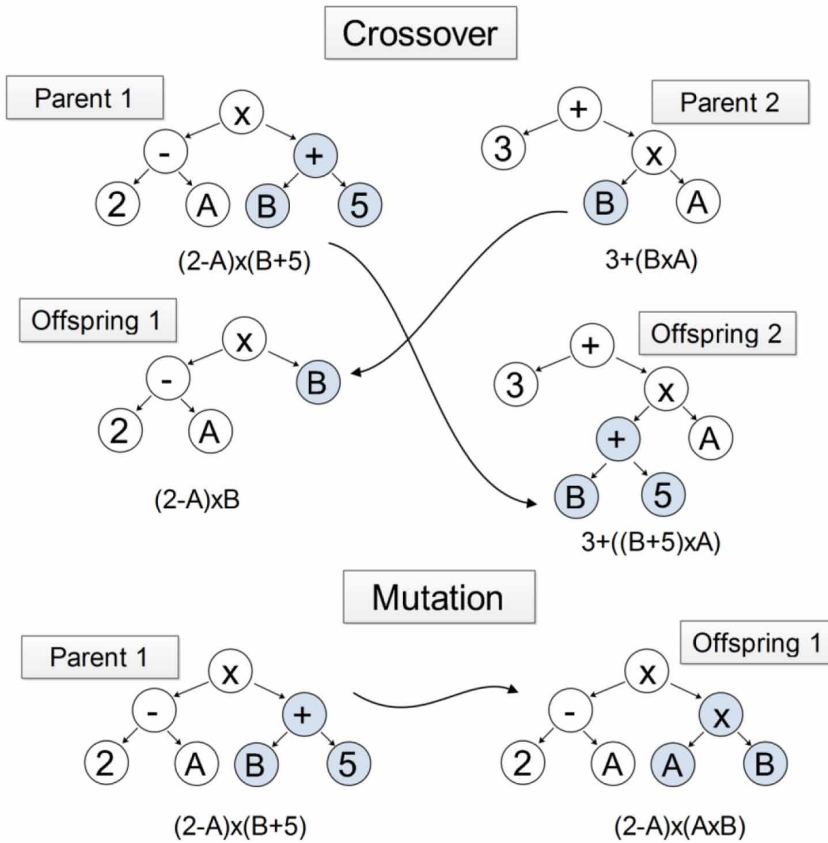 Crossover
Parent 1
x
- +
2 A B 5
(2-A)x(B+5)
Parent 2
+
3 x
B A
3+(BxA)
Offspring 1
x
- B
2 A
(2-A)xB
Offspring 2
+
3 x
+ A
B 5
3+((B+5)xA)
Mutation
Parent 1
x
- +
2 A B 5
(2-A)x(B+5)
Offspring 1
x
- x
2 A A B
(2-A)x(AxB)